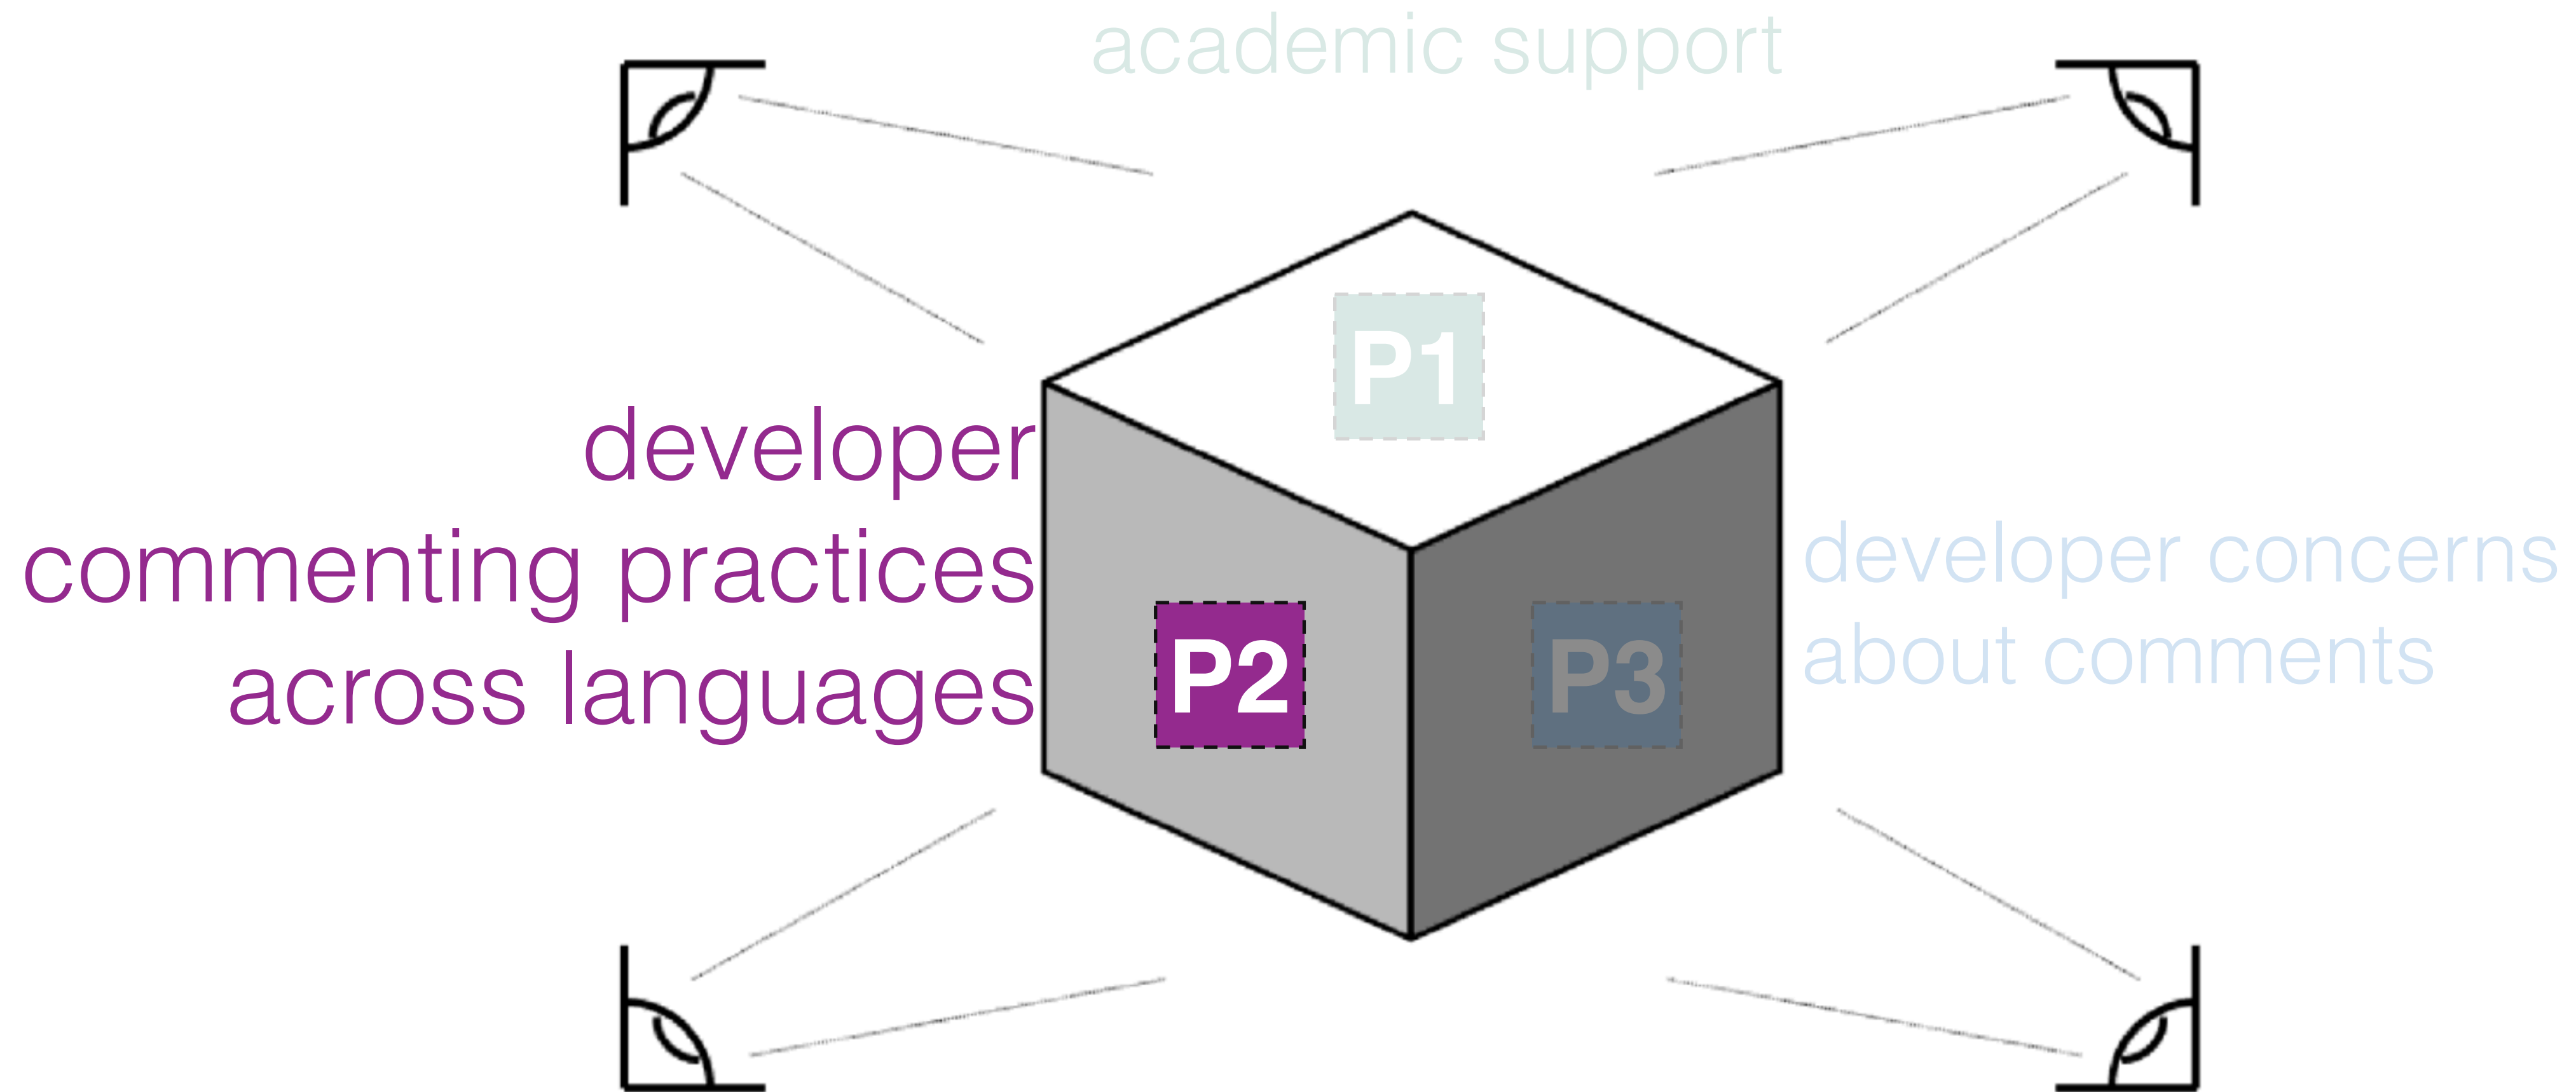 academic support
P1
developer
commenting practices
across languages
P2
P3
developer concerns
about comments